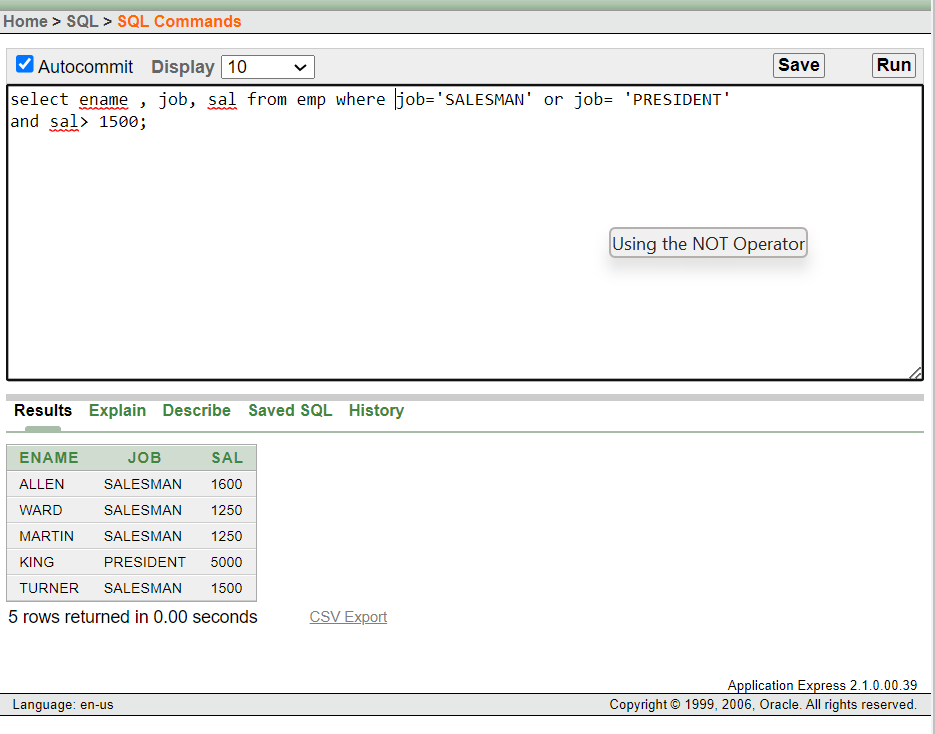 Home > SQL > SQL Commands
Autocommit Display 10 Save Run
select ename , job, sal from emp where job='SALESMAN' or job= 'PRESIDENT'
and sal> 1500;
Using the NOT Operator
Results Explain Describe Saved SQL History
ENAME JOB SAL
ALLEN SALESMAN 1600
WARD SALESMAN 1250
MARTIN SALESMAN 1250
KING PRESIDENT 5000
TURNER SALESMAN 1500
5 rows returned in 0.00 seconds CSV Export
Application Express 2.1.0.00.39
Language: en-us Copyright © 1999, 2006, Oracle. All rights reserved.